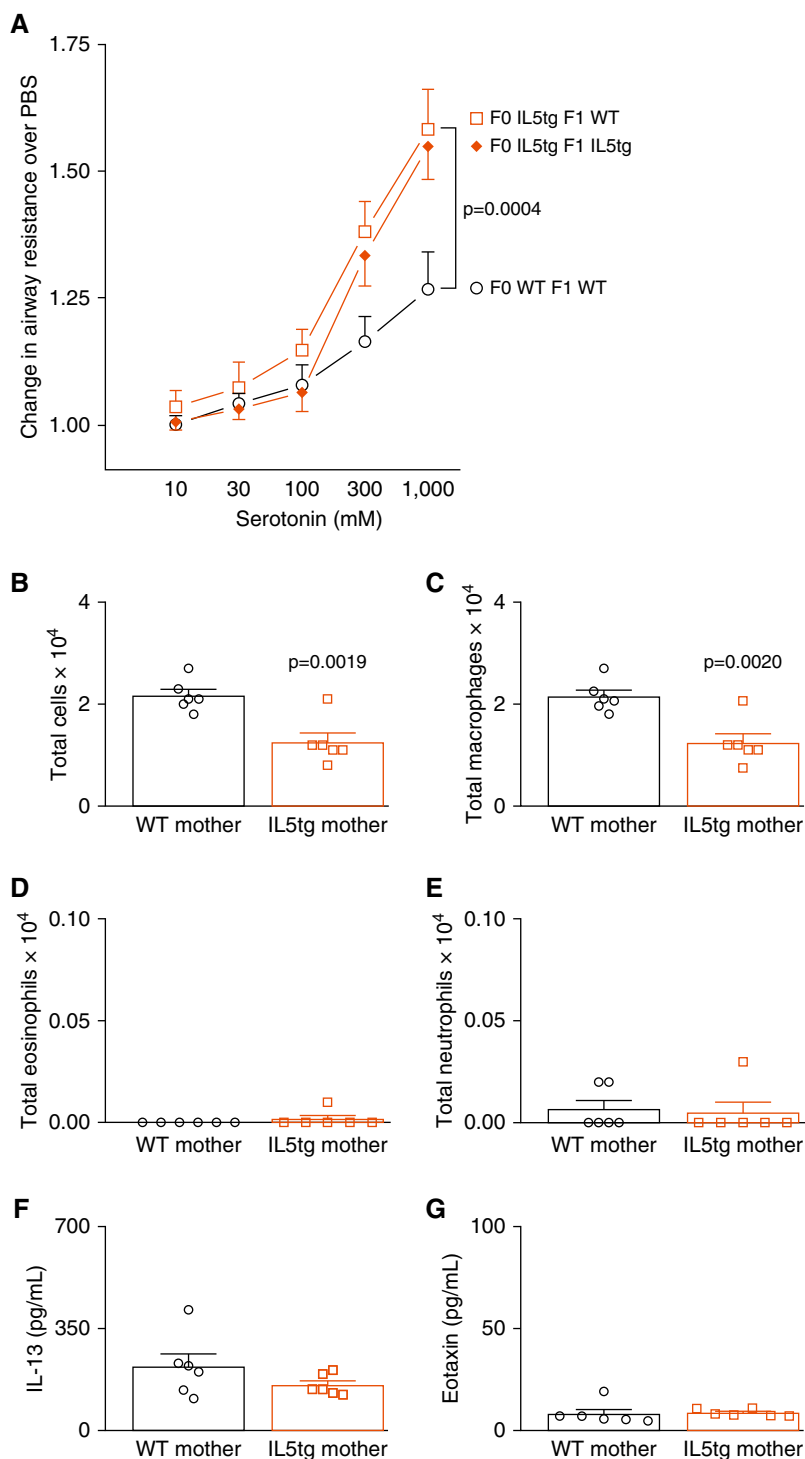 A
Change in airway resistance over PBS
1.75
1.50
1.25
1.00
10 30 100 300 1,000
Serotonin (mM)
F0 IL5tg F1 WT
F0 IL5tg F1 IL5tg
p=0.0004
F0 WT F1 WT
B
Total cells × 10⁴
4
2
0
p=0.0019
WT mother IL5tg mother
C
Total macrophages × 10⁴
4
2
0
p=0.0020
WT mother IL5tg mother
D
Total eosinophils × 10⁴
0.10
0.05
0.00
WT mother IL5tg mother
E
Total neutrophils × 10⁴
0.10
0.05
0.00
WT mother IL5tg mother
F
IL-13 (pg/mL)
700
350
0
WT mother IL5tg mother
G
Eotaxin (pg/mL)
100
50
0
WT mother IL5tg mother